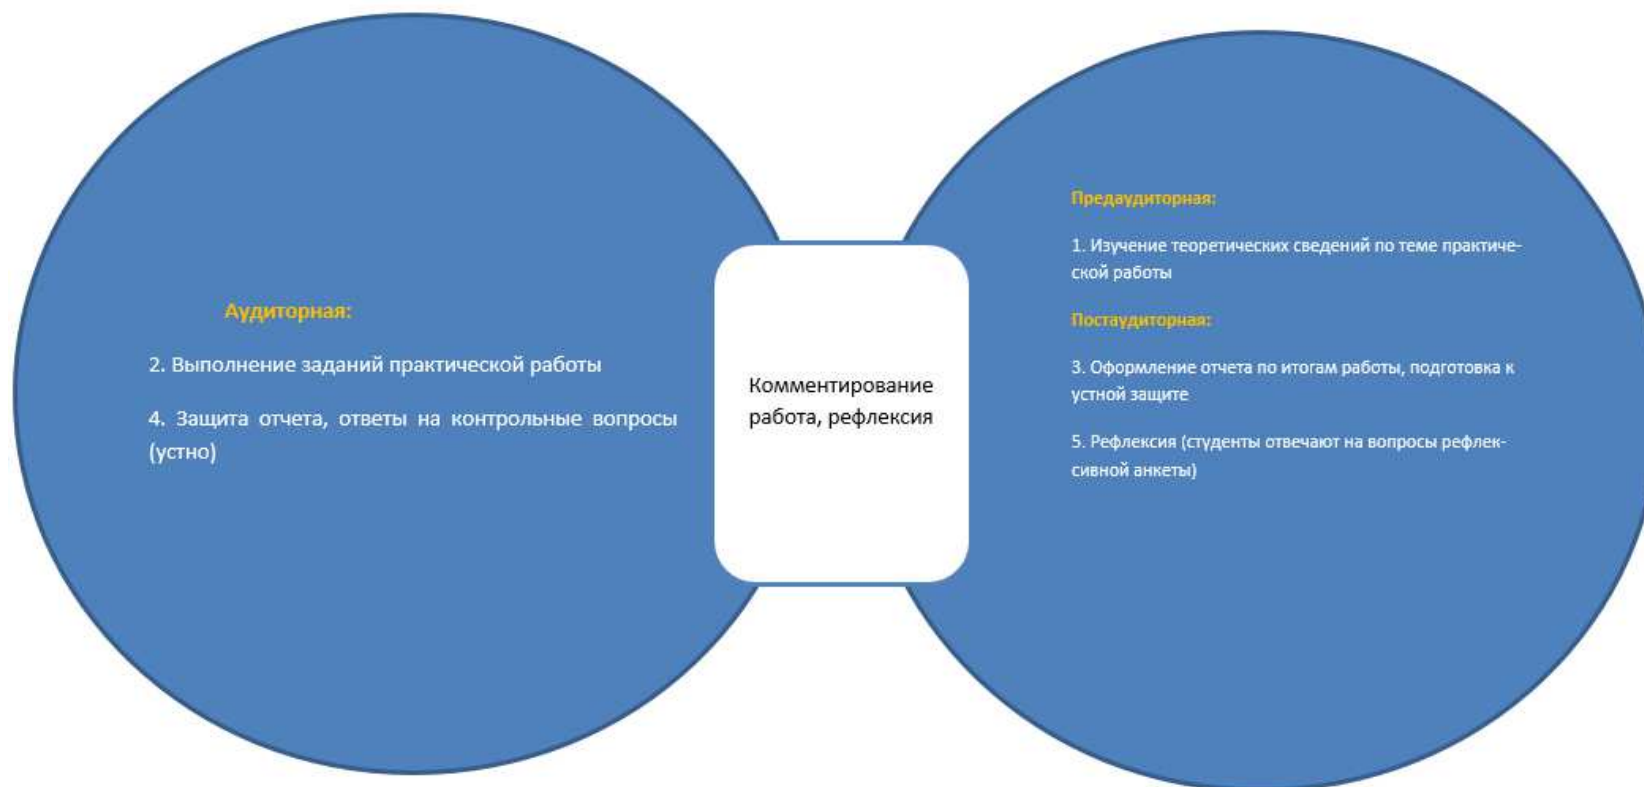 Аудиторная:
2. Выполнение заданий практической работы
4. Защита отчета, ответы на контрольные вопросы
(устно)
Комментирование
работа, рефлексия
Предаудиторная:
1. Изучение теоретических сведений по теме практиче-
ской работы
Постаудиторная:
3. Оформление отчета по итогам работы, подготовка к
устной защите
5. Рефлексия (студенты отвечают на вопросы рефлек-
сивной анкеты)